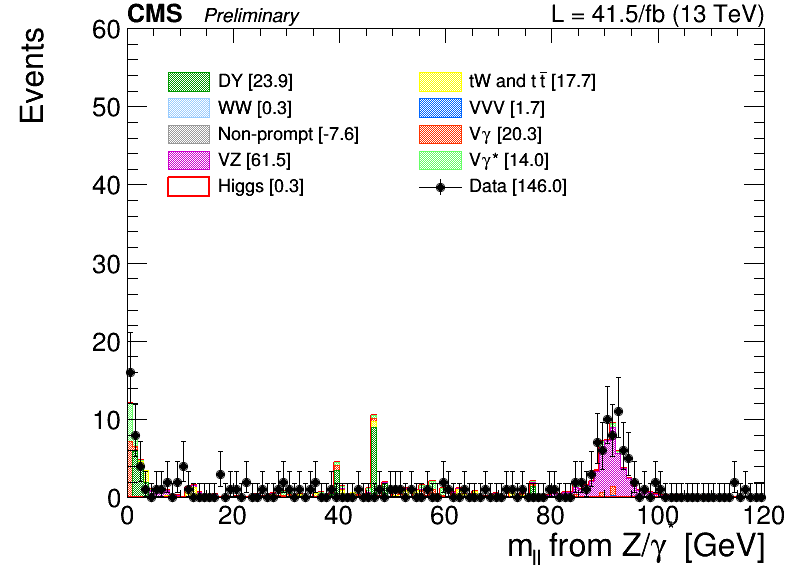 CMS Preliminary L = 41.5/fb (13 TeV)
Events
60
50
40
30
20
10
0
DY [23.9]
WW [0.3]
Non-prompt [-7.6]
VZ [61.5]
Higgs [0.3]
tW and t t̅ [17.7]
VVV [1.7]
Vγ [20.3]
Vγ* [14.0]
Data [146.0]
0 20 40 60 80 100 120
m_ll from Z/γ* [GeV]